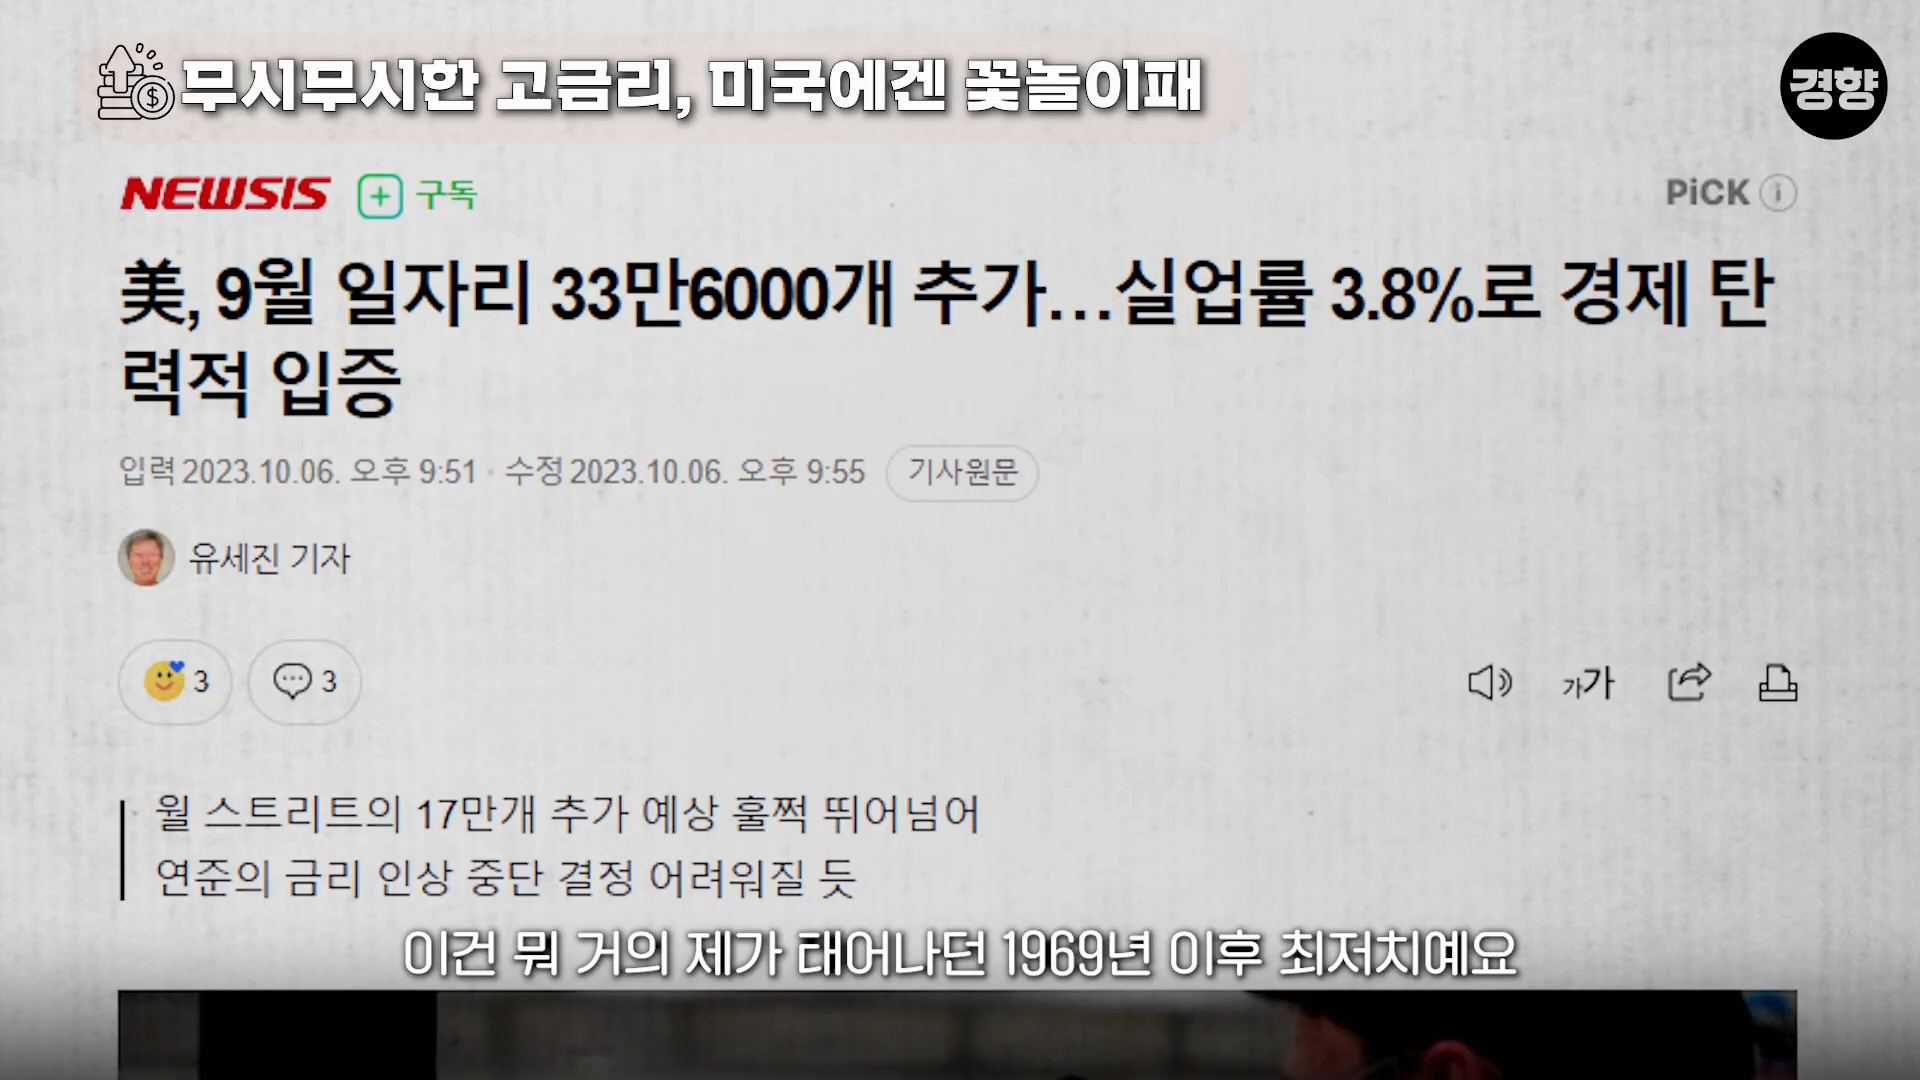 무시무시한 고금리, 미국에겐 꽃놀이패
경향
NEWSIS 구독
PiCK
美, 9월 일자리 33만6000개 추가…실업률 3.8%로 경제 탄
력적 입증
입력 2023.10.06. 오후 9:51 · 수정 2023.10.06. 오후 9:55 기사원문
유세진 기자
3 3
가가
월 스트리트의 17만개 추가 예상 훌쩍 뛰어넘어
연준의 금리 인상 중단 결정 어려워질 듯
이건 뭐 거의 제가 태어나던 1969년 이후 최저치예요